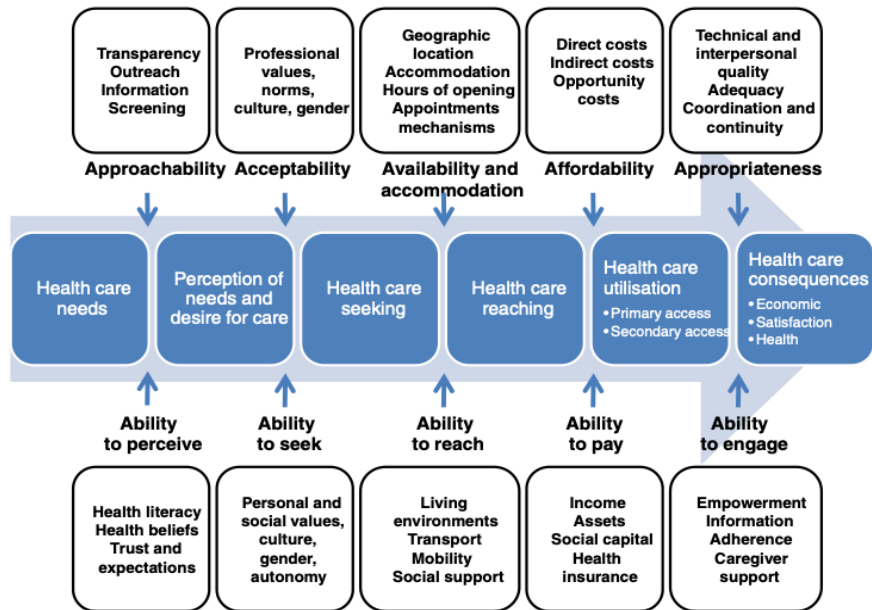 Transparency
Outreach
Information
Screening
Professional
values,
norms,
culture, gender
Geographic
location
Accommodation
Hours of opening
Appointments
mechanisms
Direct costs
Indirect costs
Opportunity
costs
Technical and
interpersonal
quality
Adequacy
Coordination and
continuity
Approachability
Acceptability
Availability and
accommodation
Affordability
Appropriateness
Health care
needs
Perception of
needs and
desire for care
Health care
seeking
Health care
reaching
Health care
utilisation
• Primary access
• Secondary access
Health care
consequences
• Economic
• Satisfaction
• Health
Ability
to perceive
Ability
to seek
Ability
to reach
Ability
to pay
Ability
to engage
Health literacy
Health beliefs
Trust and
expectations
Personal and
social values,
culture,
gender,
autonomy
Living
environments
Transport
Mobility
Social support
Income
Assets
Social capital
Health
insurance
Empowerment
Information
Adherence
Caregiver
support